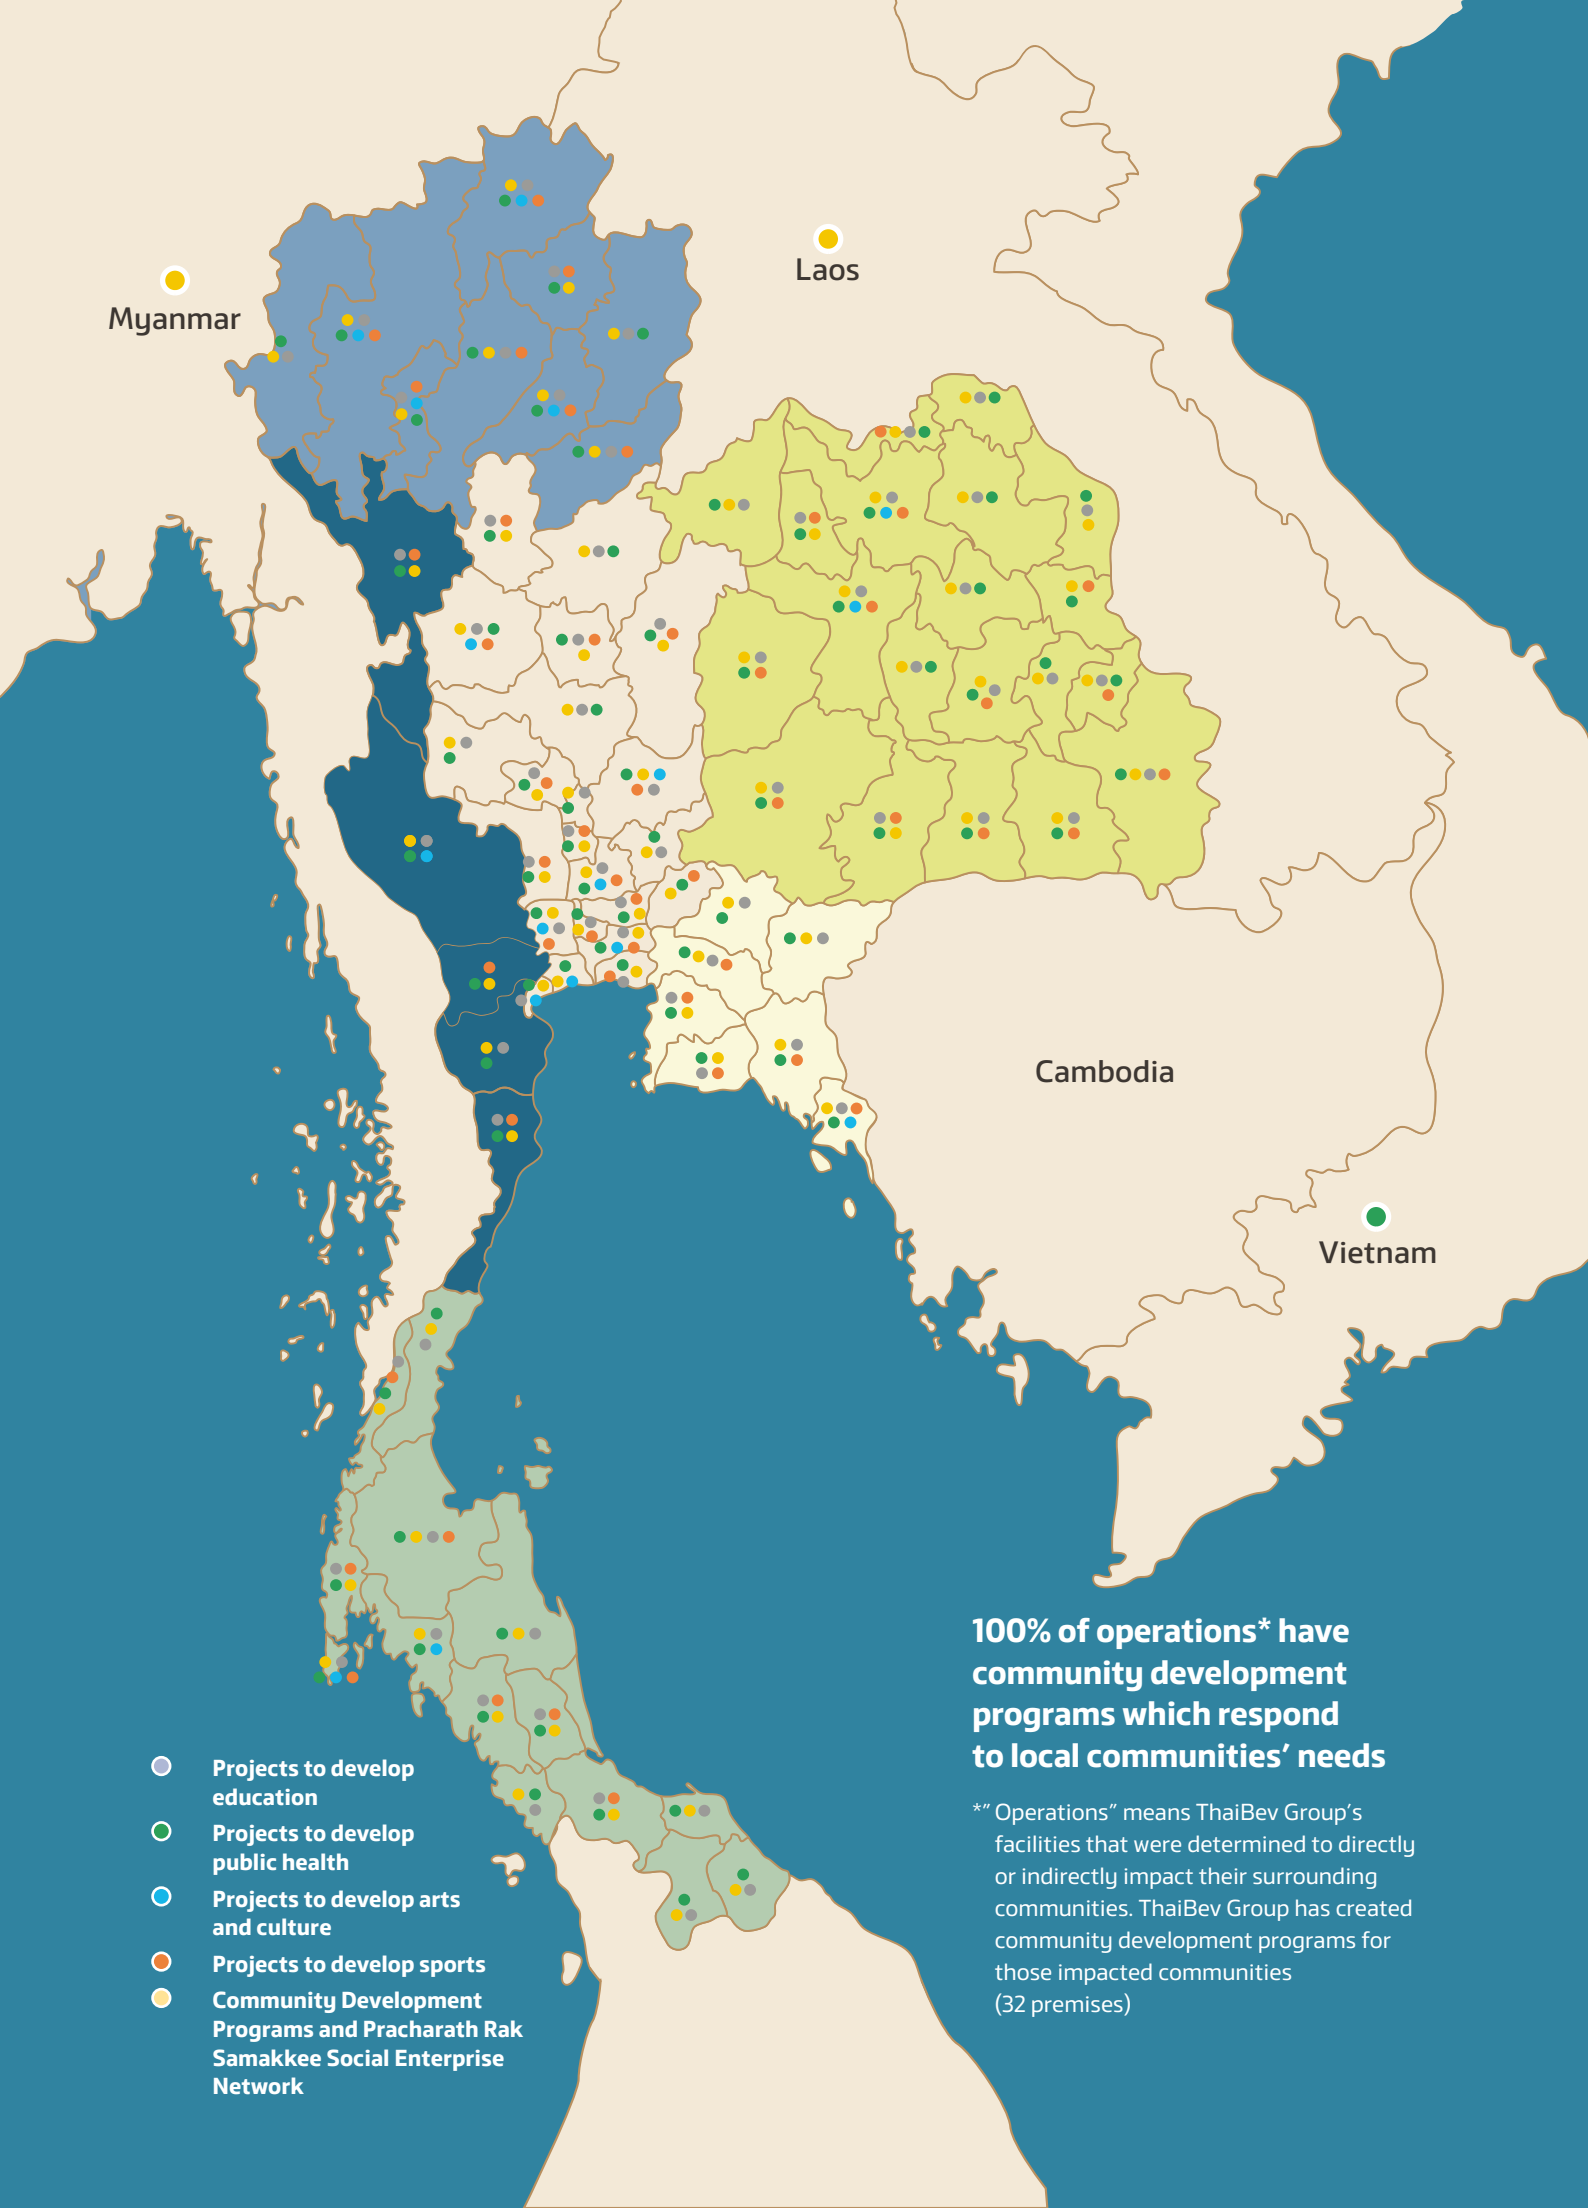 Laos
Myanmar
Cambodia
Vietnam
100% of operations* have
community development
programs which respond
to local communities’ needs
*” Operations” means ThaiBev Group’s
facilities that were determined to directly
or indirectly impact their surrounding
communities. ThaiBev Group has created
community development programs for
those impacted communities
(32 premises)
Projects to develop
education
Projects to develop
public health
Projects to develop arts
and culture
Projects to develop sports
Community Development
Programs and Pracharath Rak
Samakkee Social Enterprise
Network